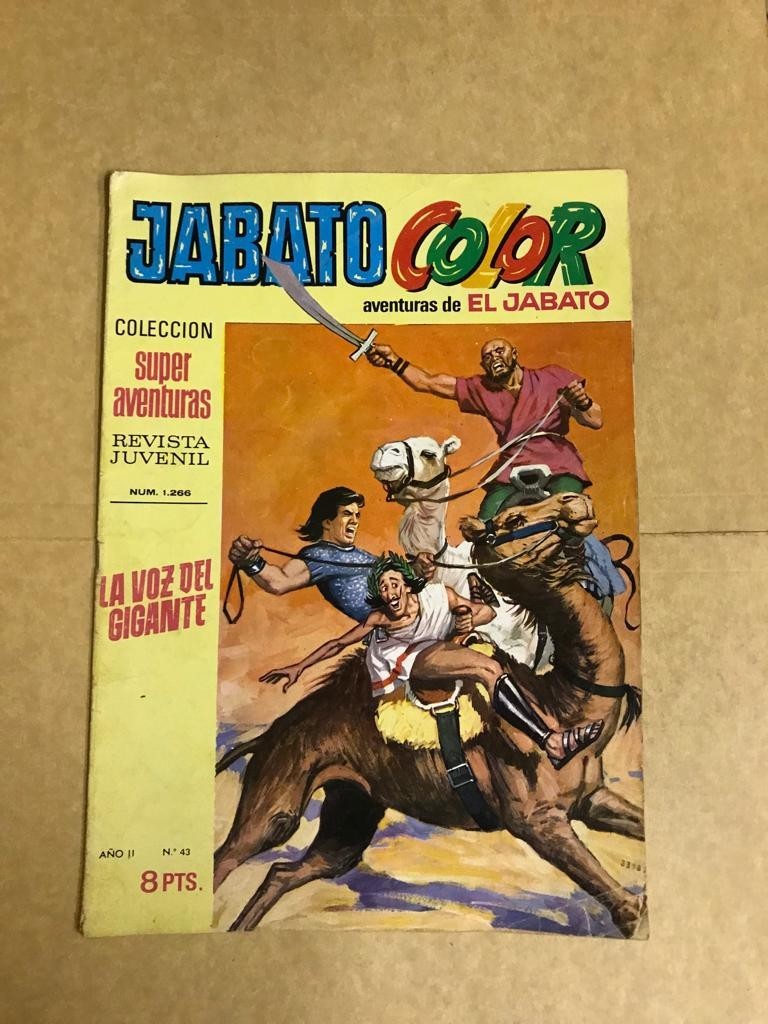 JABATO COLOR
aventuras de EL JABATO
COLECCION
super
aventuras
REVISTA
JUVENIL
NUM. 1.266
LA VOZ DEL
GIGANTE
AÑO II N.º 43
8 PTS.